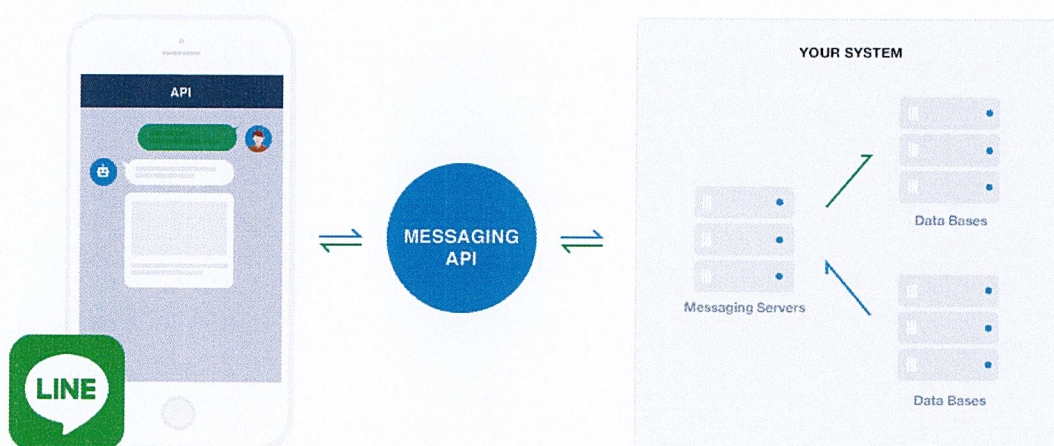 API
LINE
MESSAGING
API
YOUR SYSTEM
Messaging Servers
Data Bases
Data Bases